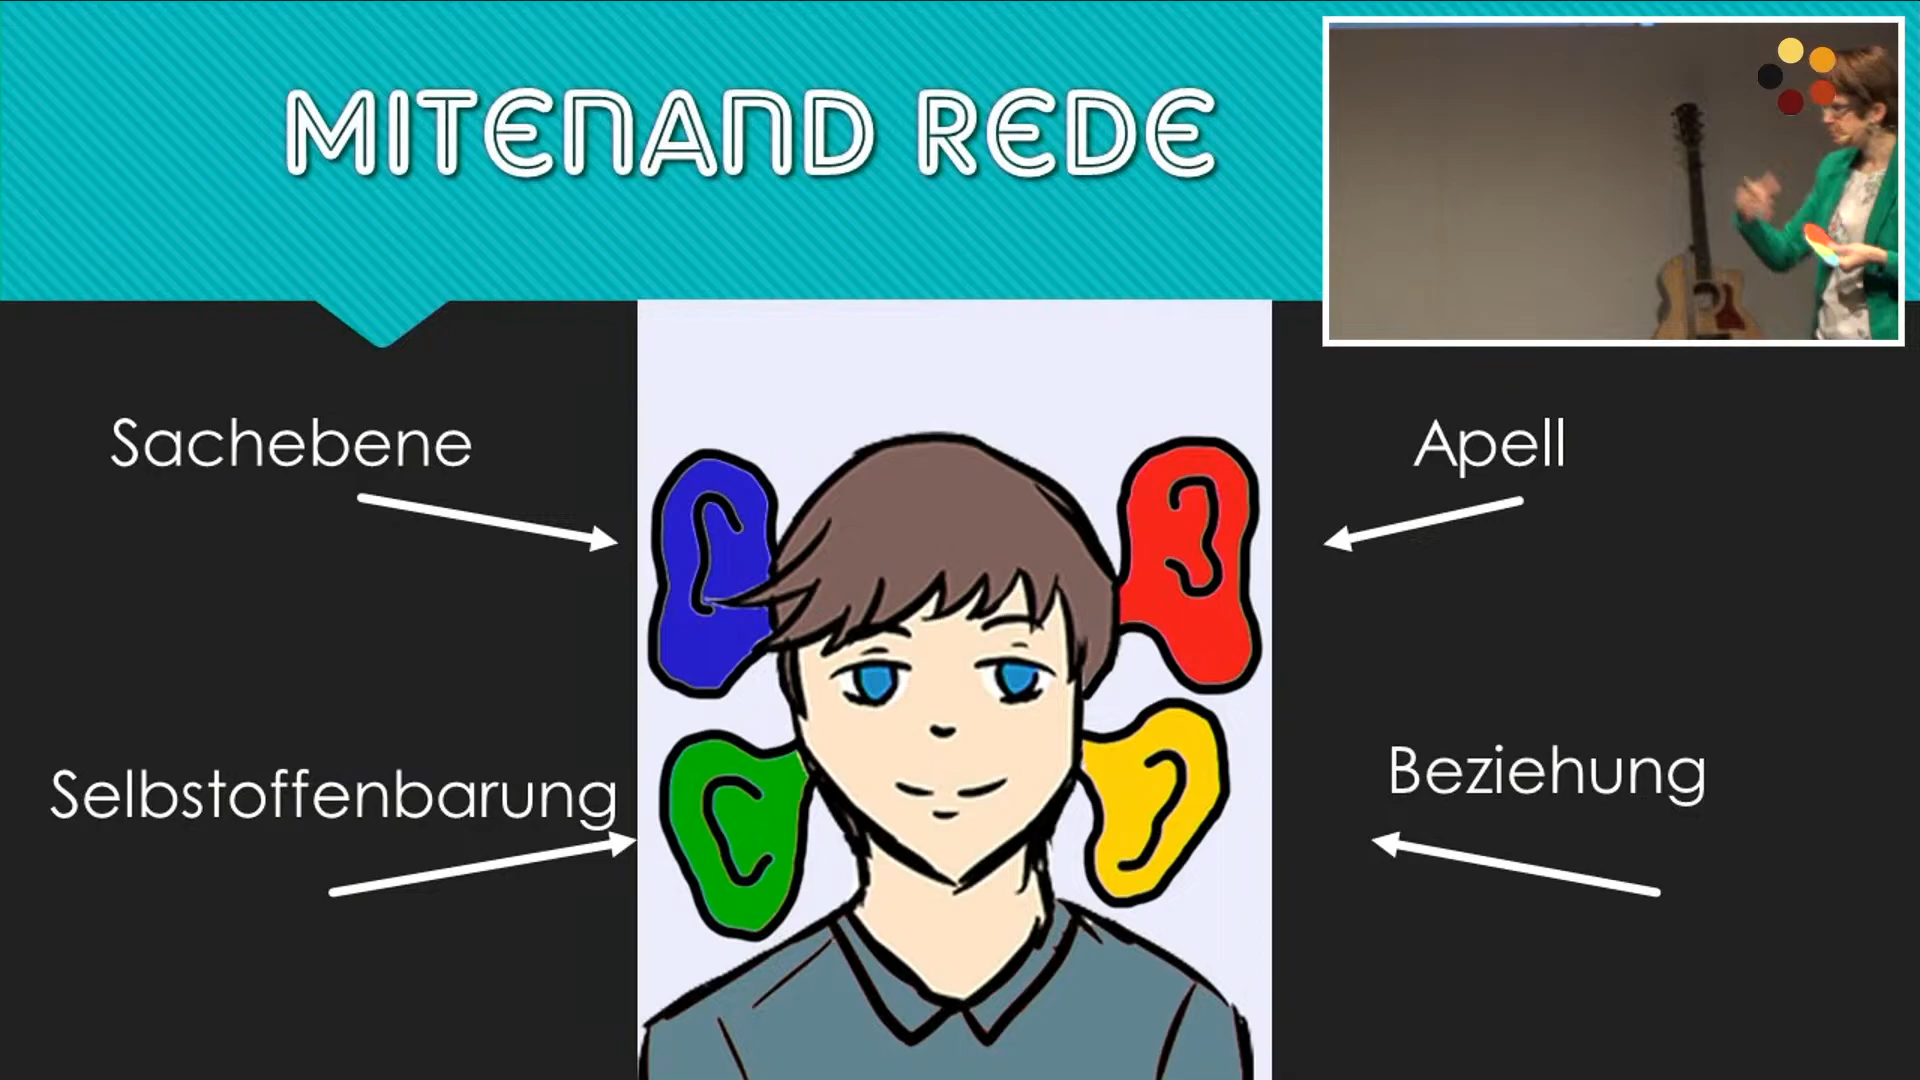 MITENAND REDE
Sachebene
Apell
Selbstoffenbarung
Beziehung